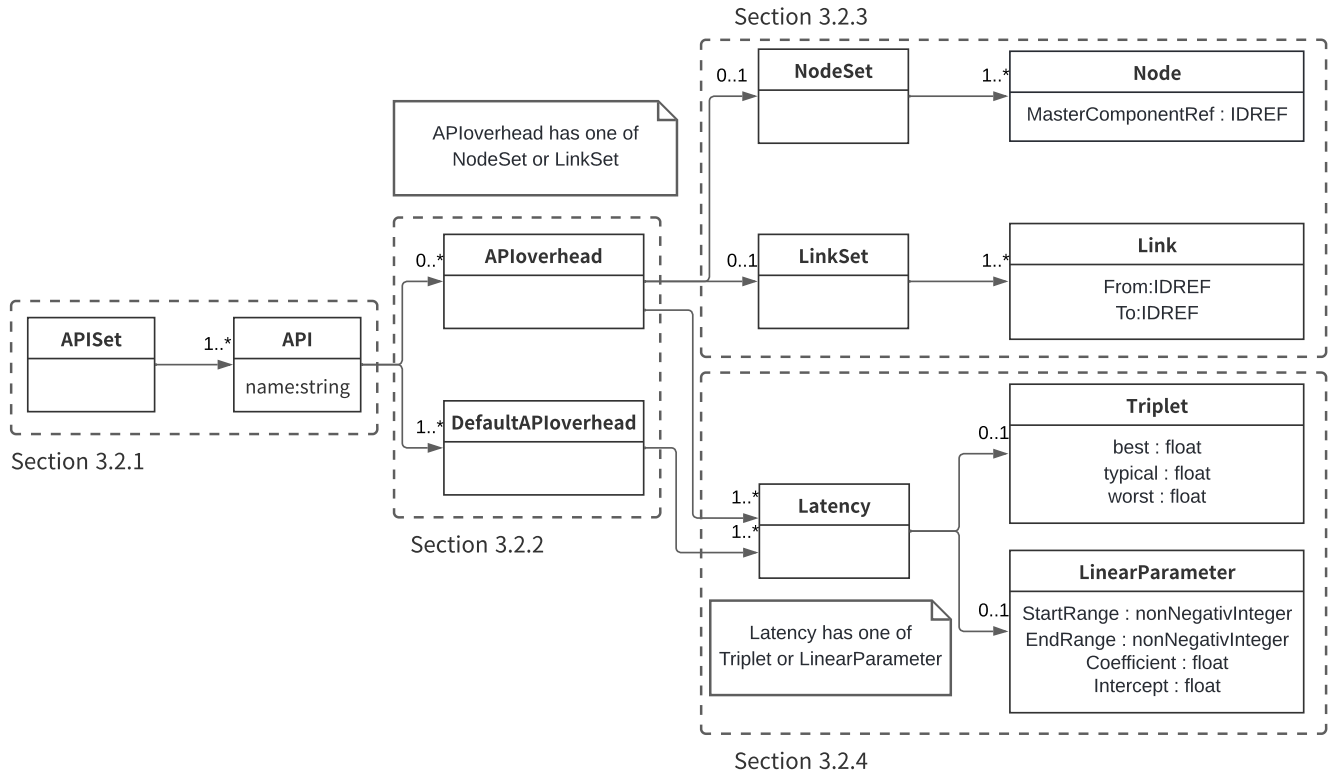 Section 3.2.3
0..1
NodeSet
1..*
Node
MasterComponentRef : IDREF
APIoverhead has one of
NodeSet or LinkSet
0..*
APIoverhead
0..1
LinkSet
1..*
Link
From:IDREF
To:IDREF
APISet
1..*
API
name:string
Section 3.2.1
1..*
DefaultAPIoverhead
Section 3.2.2
1..*
1..*
Latency
0..1
Triplet
best : float
typical : float
worst : float
0..1
LinearParameter
StartRange : nonNegativInteger
EndRange : nonNegativInteger
Coefficient : float
Intercept : float
Latency has one of
Triplet or LinearParameter
Section 3.2.4